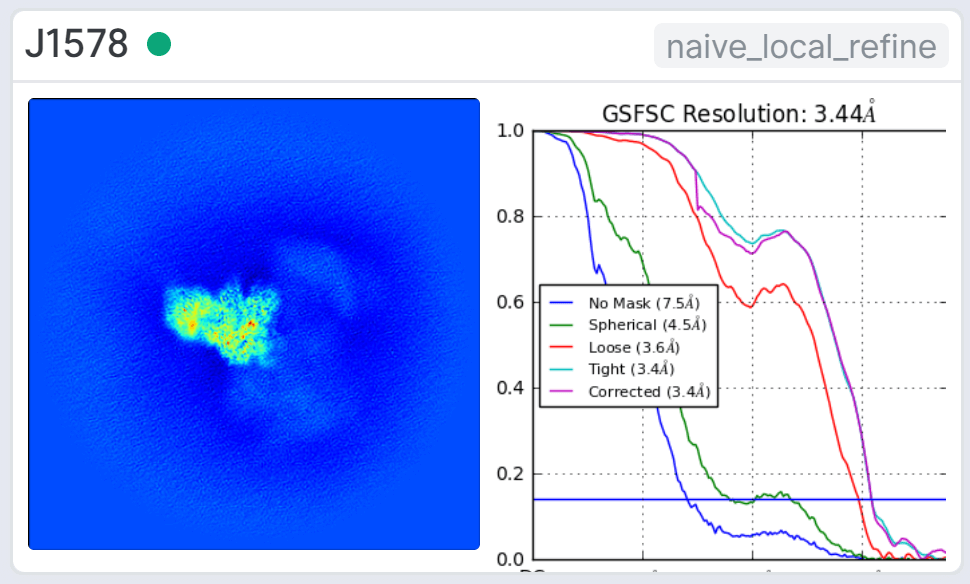 J1578
naive_local_refine
GSFSC Resolution: 3.44Å
1.0
0.8
0.6
0.4
0.2
0.0
No Mask (7.5Å)
Spherical (4.5Å)
Loose (3.6Å)
Tight (3.4Å)
Corrected (3.4Å)